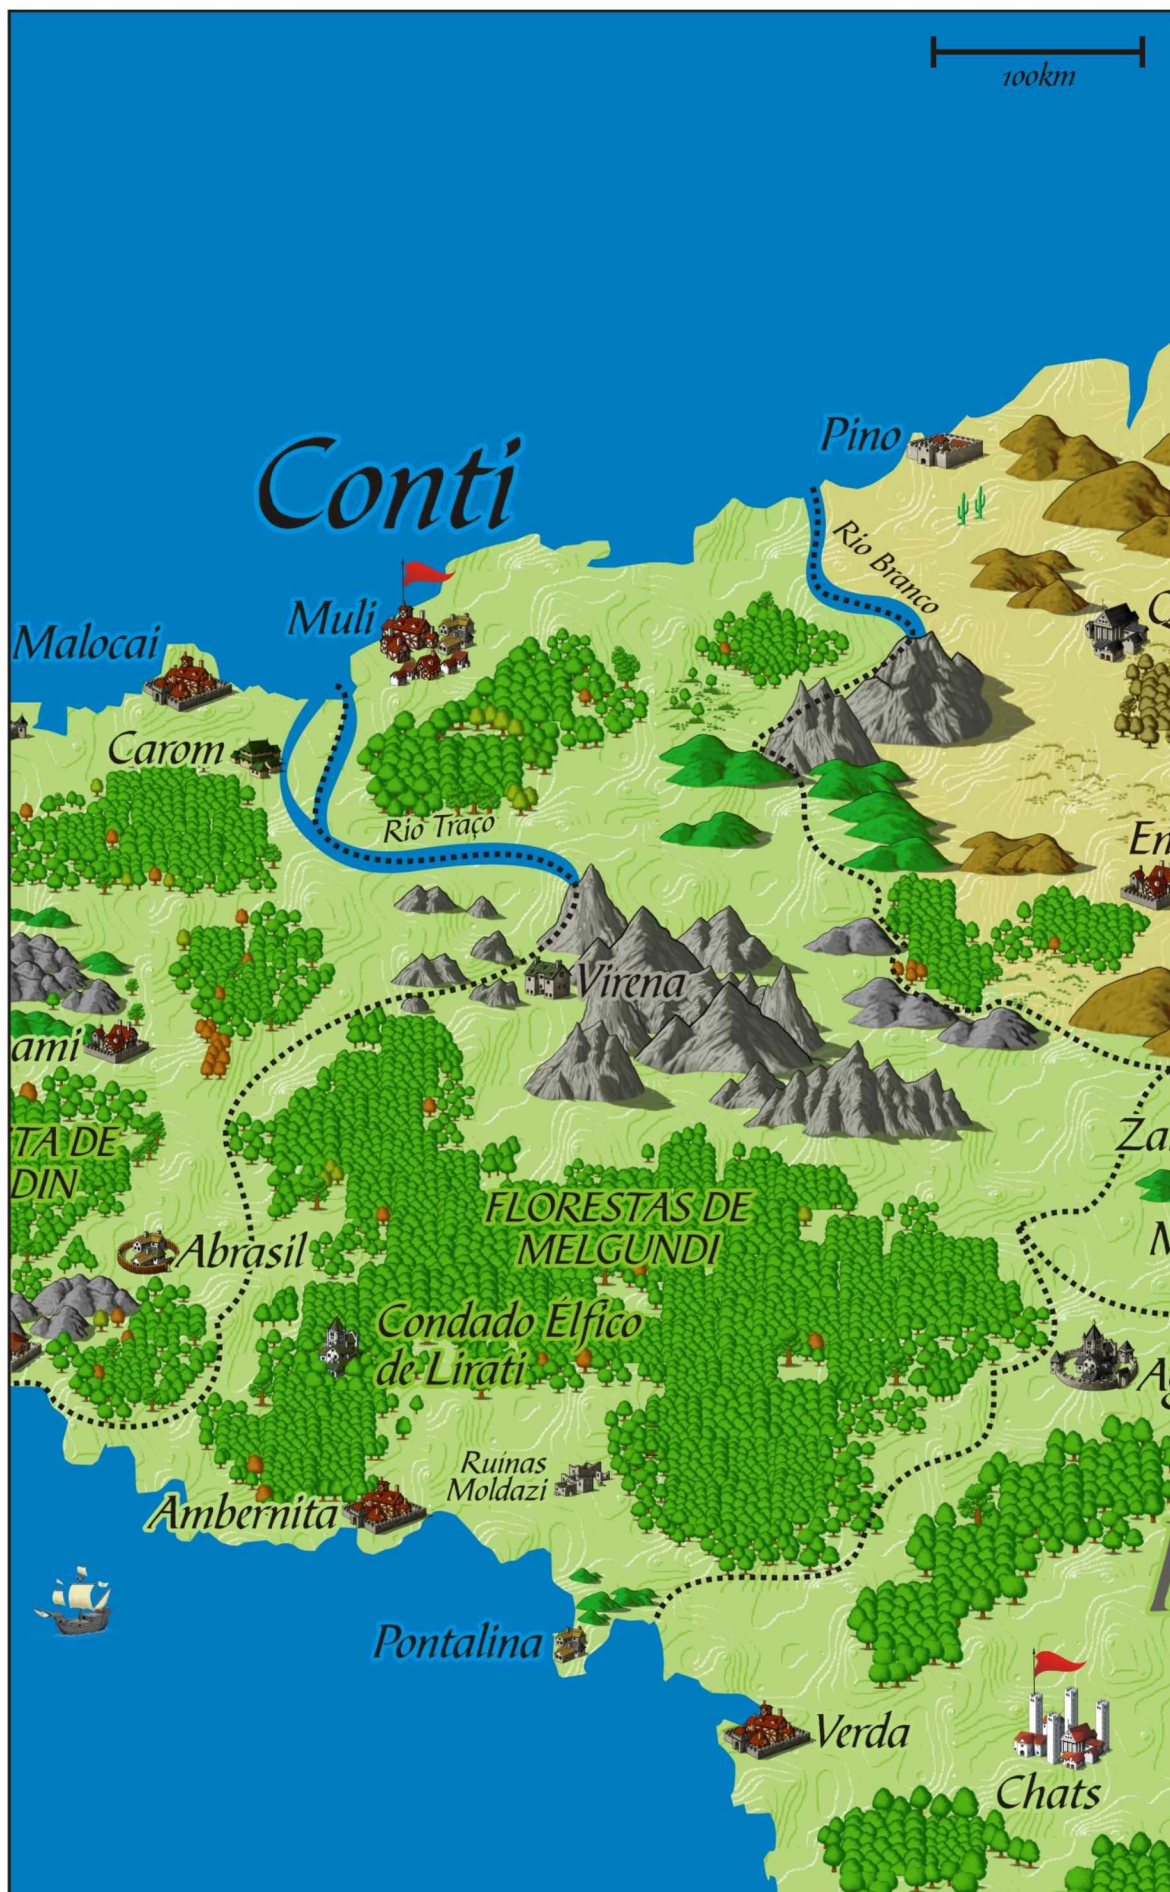 100km
Pino
Conti
Rio Branco
Muli
Malocai
Carom
Rio Traço
Virena
ami
TA DE
DIN
FLORESTAS DE
MELGUNDI
Abrasil
Condado Élfico
de Lirati
Ruínas
Moldazi
Ambernita
Pontalina
Verda
Chats